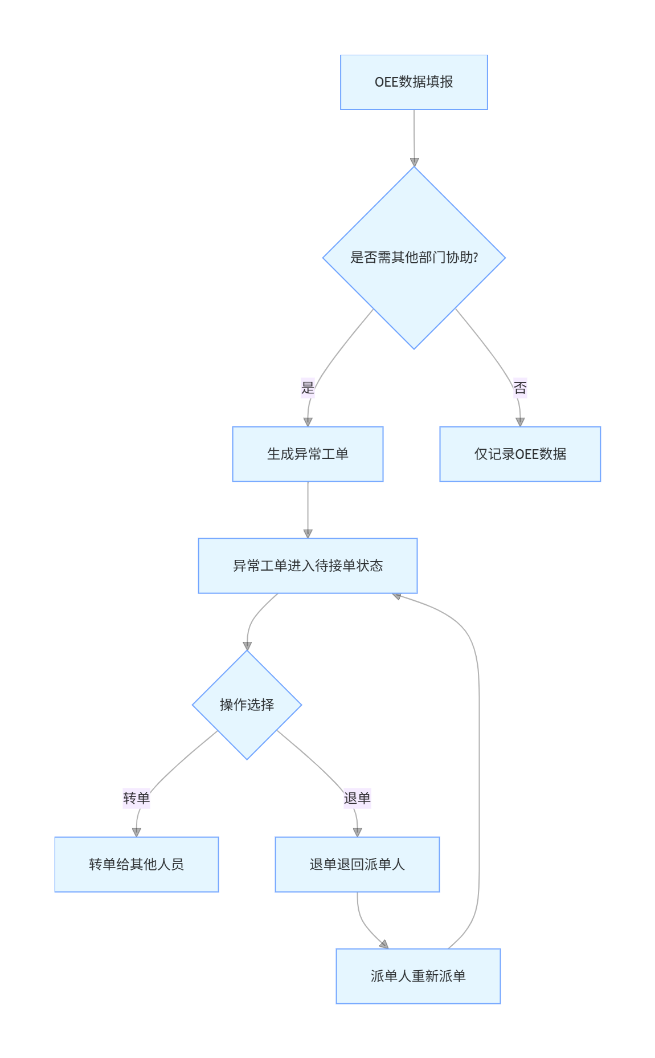 OEE数据填报
是否需其他部门协助?
是
否
生成异常工单
仅记录OEE数据
异常工单进入待接单状态
操作选择
转单
退单
转单给其他人员
退单退回派单人
派单人重新派单